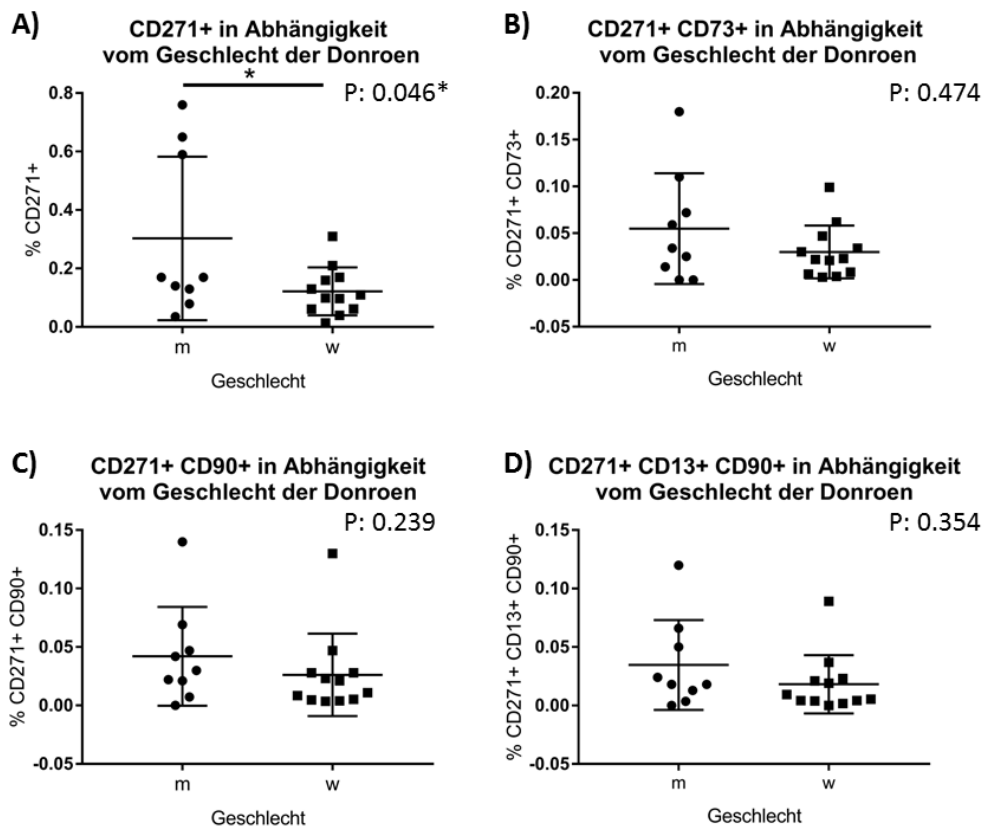 A)
CD271+ in Abhängigkeit
vom Geschlecht der Donroen
*
P: 0.046*
% CD271+
0.8
0.6
0.4
0.2
0.0
m
w
Geschlecht
B)
CD271+ CD73+ in Abhängigkeit
vom Geschlecht der Donroen
P: 0.474
% CD271+ CD73+
0.20
0.15
0.10
0.05
0.00
-0.05
m
w
Geschlecht
C)
CD271+ CD90+ in Abhängigkeit
vom Geschlecht der Donroen
P: 0.239
% CD271+ CD90+
0.15
0.10
0.05
0.00
-0.05
m
w
Geschlecht
D)
CD271+ CD13+ CD90+ in Abhängigkeit
vom Geschlecht der Donroen
P: 0.354
% CD271+ CD13+ CD90+
0.15
0.10
0.05
0.00
-0.05
m
w
Geschlecht